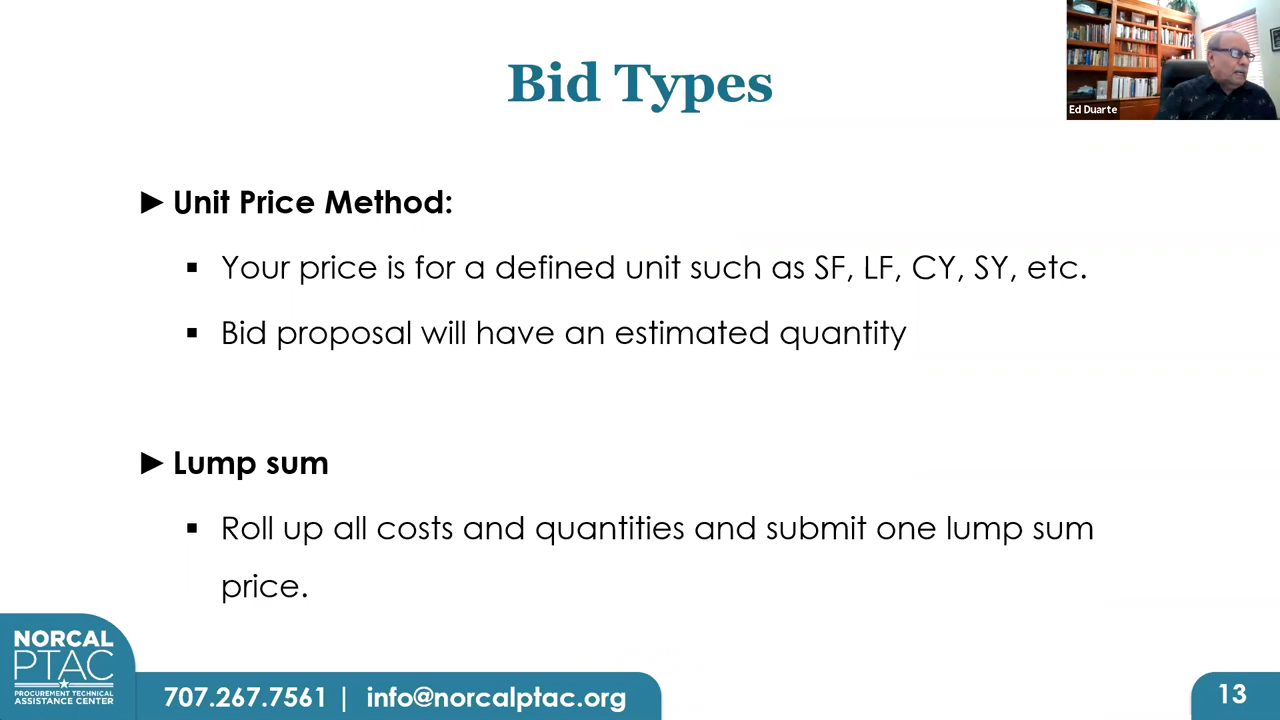 Bid Types
Ed Duarte
► Unit Price Method:
▪ Your price is for a defined unit such as SF, LF, CY, SY, etc.
▪ Bid proposal will have an estimated quantity
► Lump sum
▪ Roll up all costs and quantities and submit one lump sum
price.
NORCAL
PTAC
PROCUREMENT TECHNICAL
ASSISTANCE CENTER
707.267.7561 | info@norcalptac.org
13